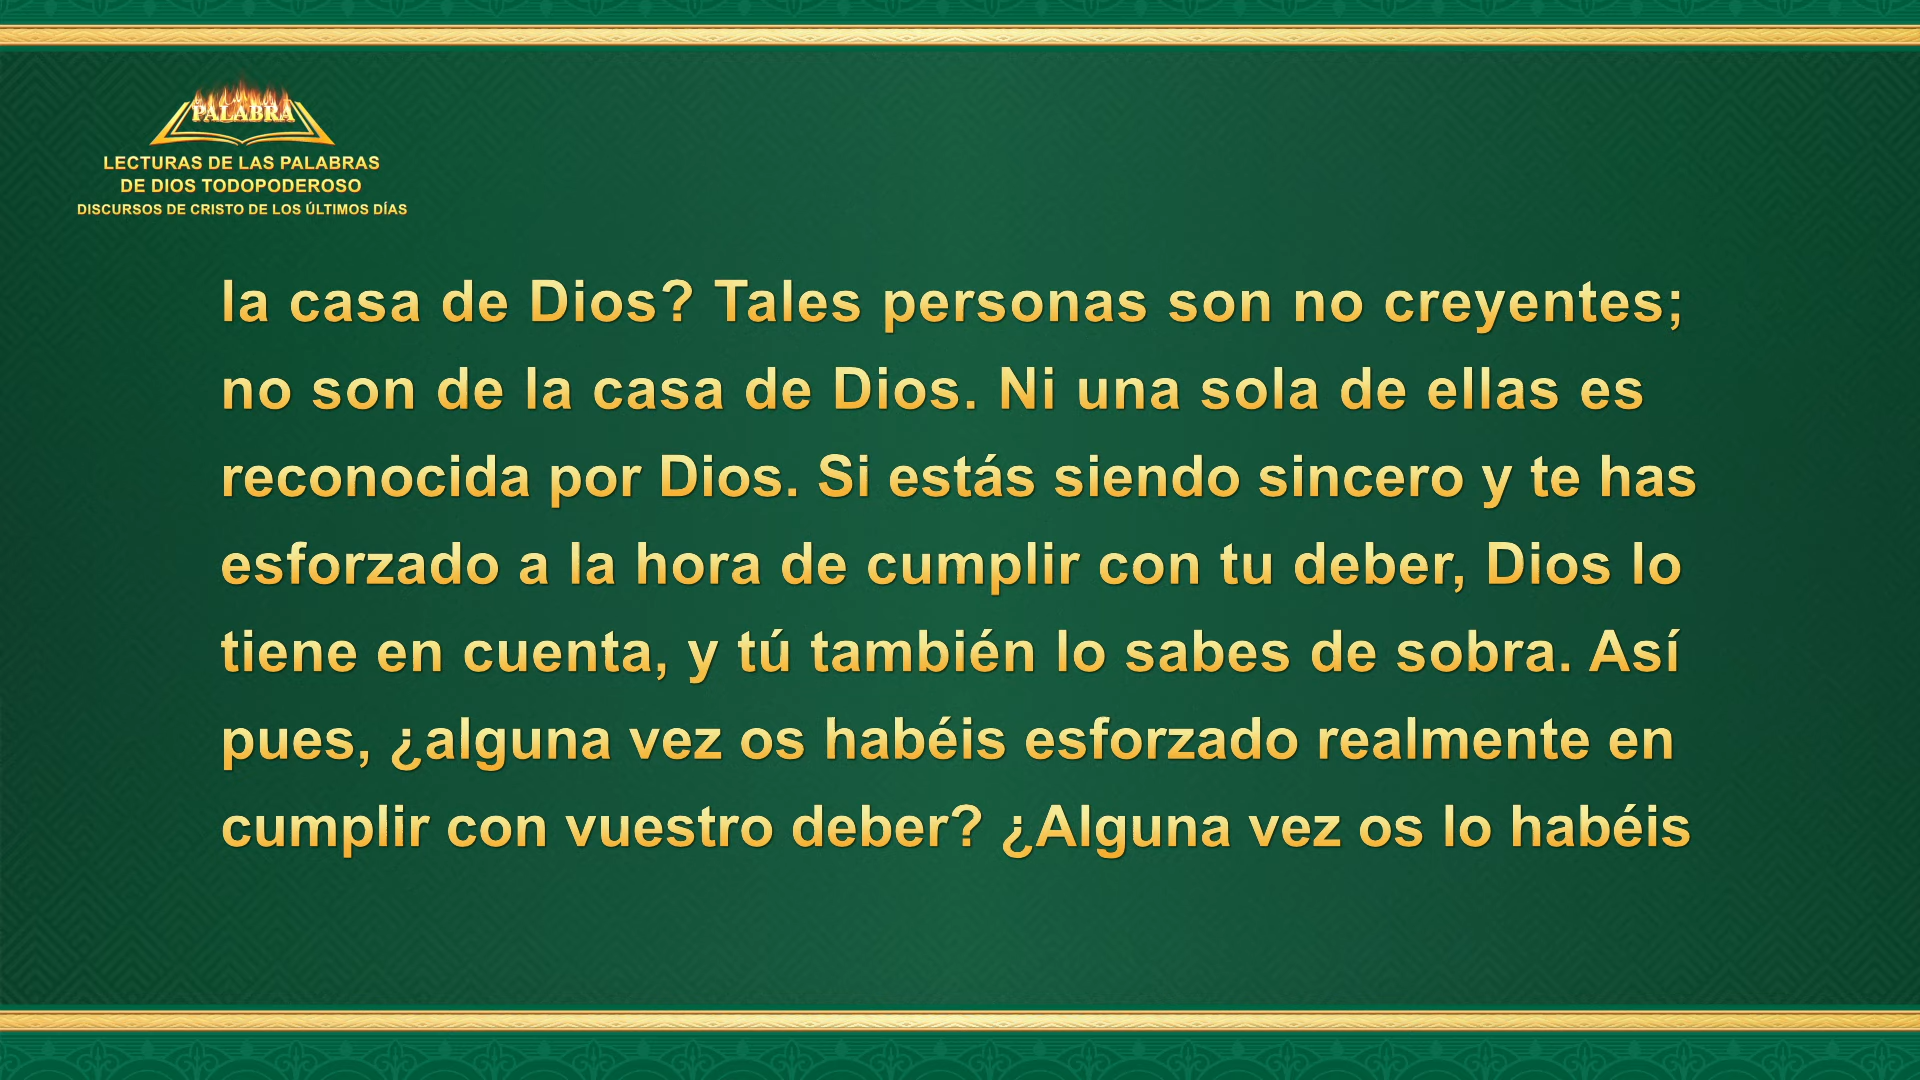 PALABRA
LECTURAS DE LAS PALABRAS
DE DIOS TODOPODEROSO
DISCURSOS DE CRISTO DE LOS ÚLTIMOS DÍAS
la casa de Dios? Tales personas son no creyentes;
no son de la casa de Dios. Ni una sola de ellas es
reconocida por Dios. Si estás siendo sincero y te has
esforzado a la hora de cumplir con tu deber, Dios lo
tiene en cuenta, y tú también lo sabes de sobra. Así
pues, ¿alguna vez os habéis esforzado realmente en
cumplir con vuestro deber? ¿Alguna vez os lo habéis